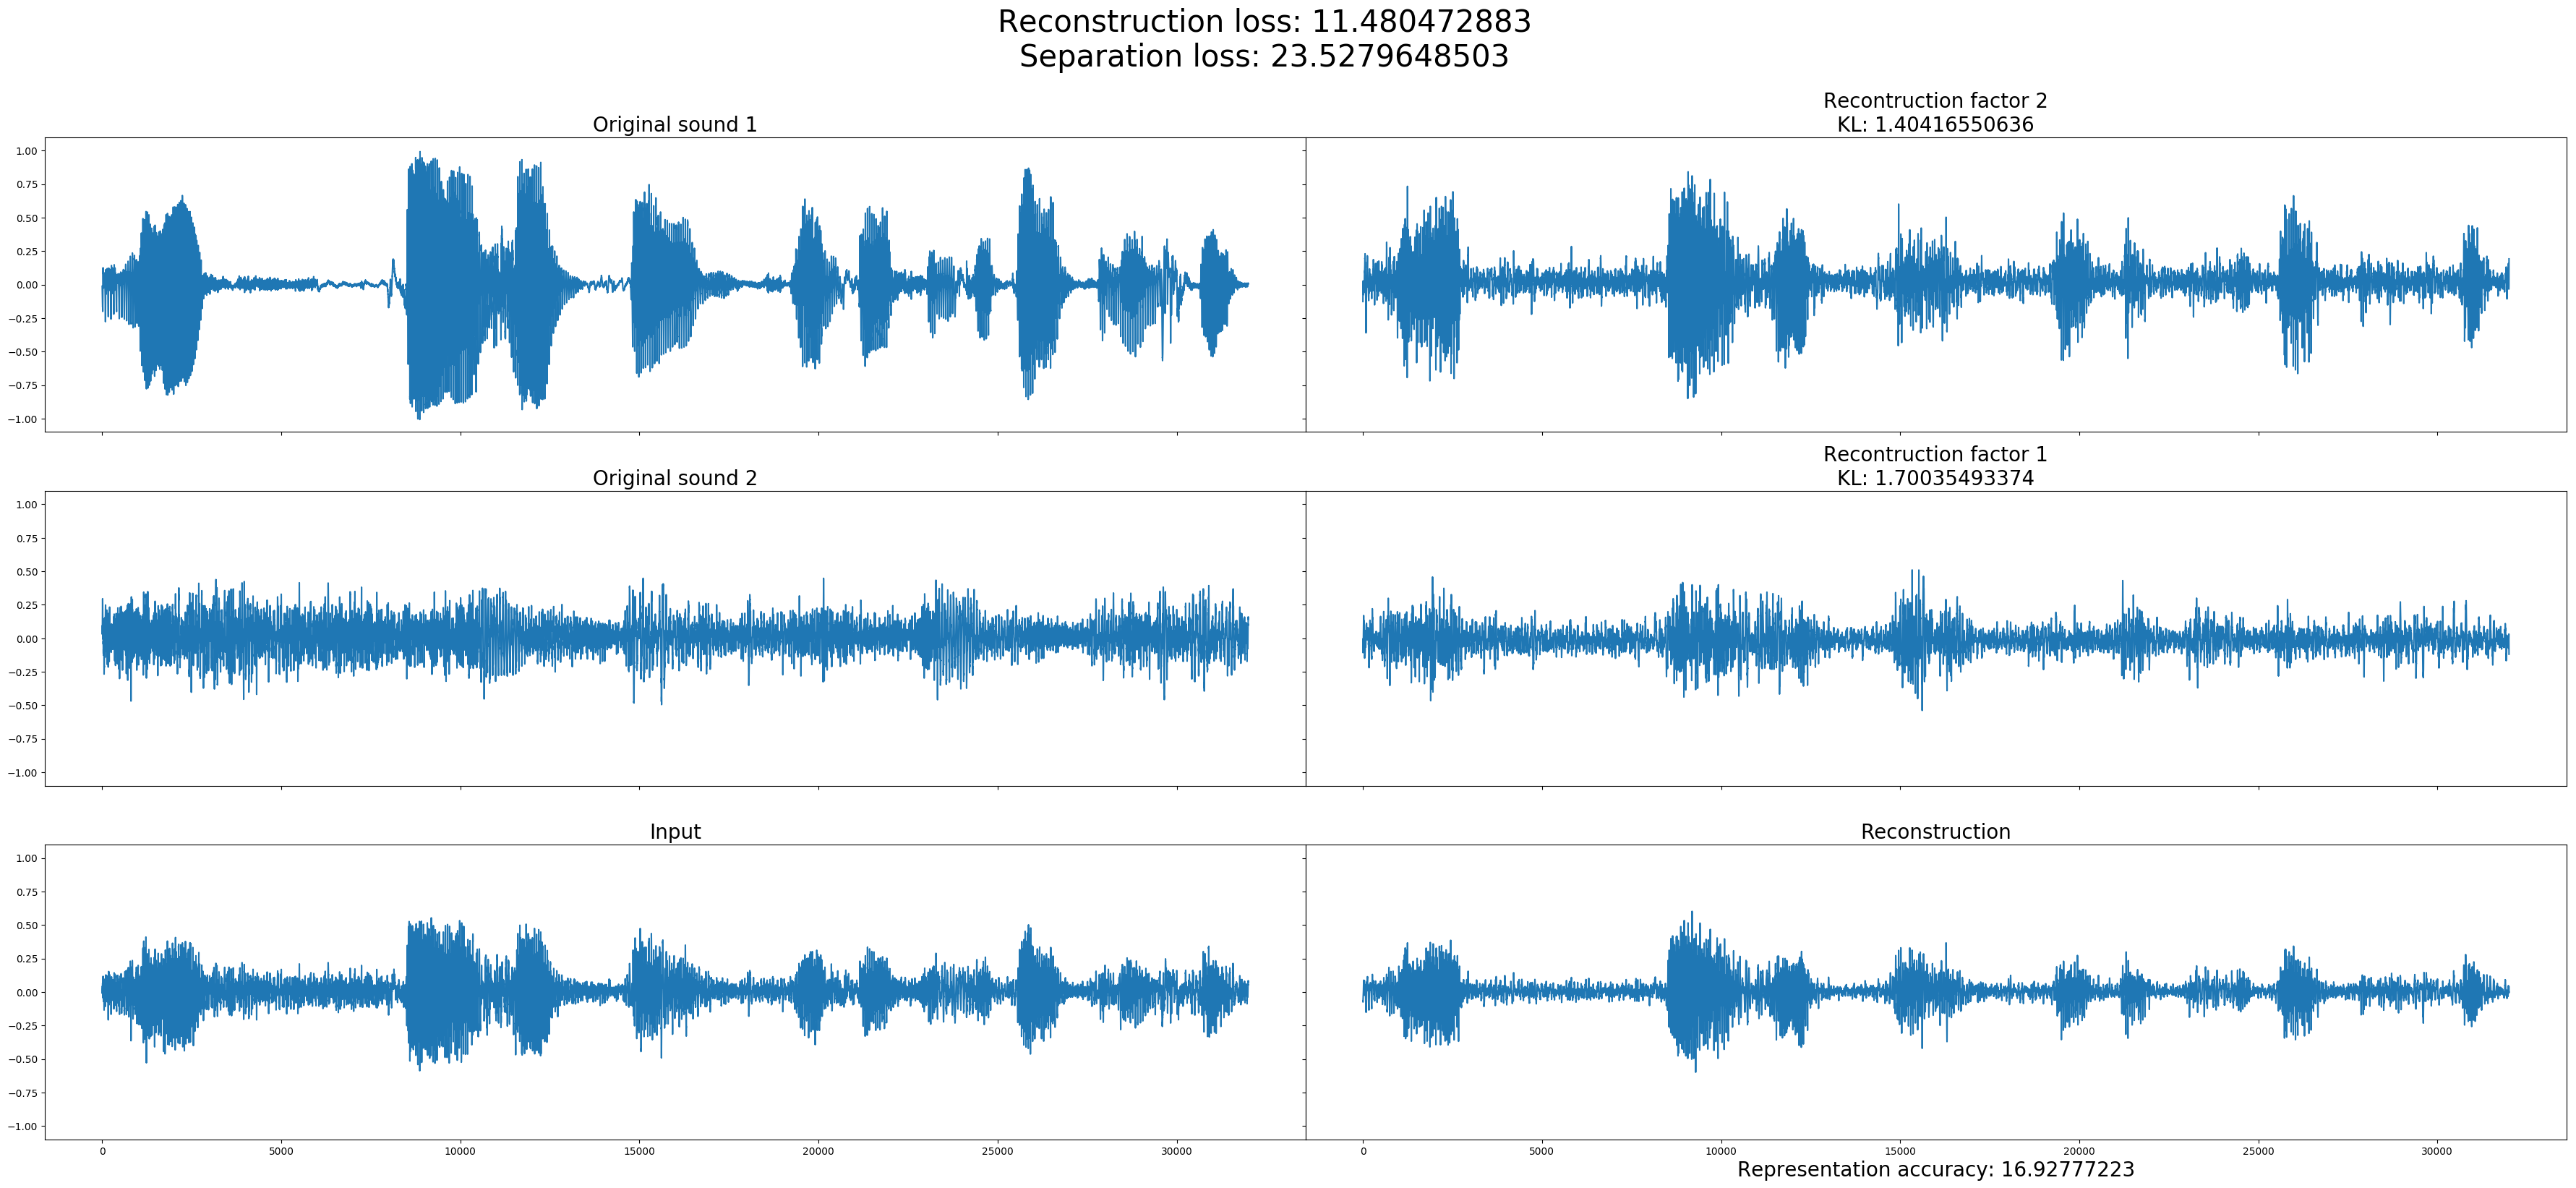 Reconstruction loss: 11.480472883
Separation loss: 23.5279648503
Original sound 1
Recontruction factor 2
KL: 1.40416550636
1.00
0.75
0.50
0.25
0.00
−0.25
−0.50
−0.75
−1.00
Original sound 2
Recontruction factor 1
KL: 1.70035493374
1.00
0.75
0.50
0.25
0.00
−0.25
−0.50
−0.75
−1.00
Input
Reconstruction
1.00
0.75
0.50
0.25
0.00
−0.25
−0.50
−0.75
−1.00
0 5000 10000 15000 20000 25000 30000
0 5000 10000 15000 20000 25000 30000
Representation accuracy: 16.92777223